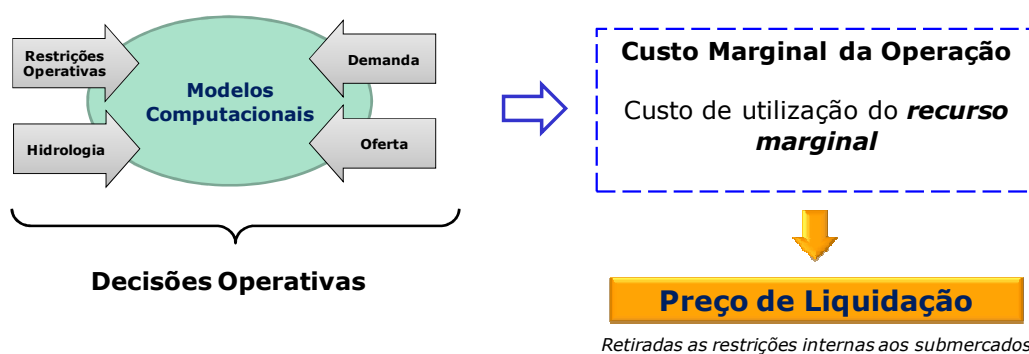 Restrições
Operativas
Demanda
Modelos
Computacionais
Hidrologia
Oferta
Decisões Operativas
Custo Marginal da Operação
Custo de utilização do recurso
marginal
Preço de Liquidação
Retiradas as restrições internas aos submercados